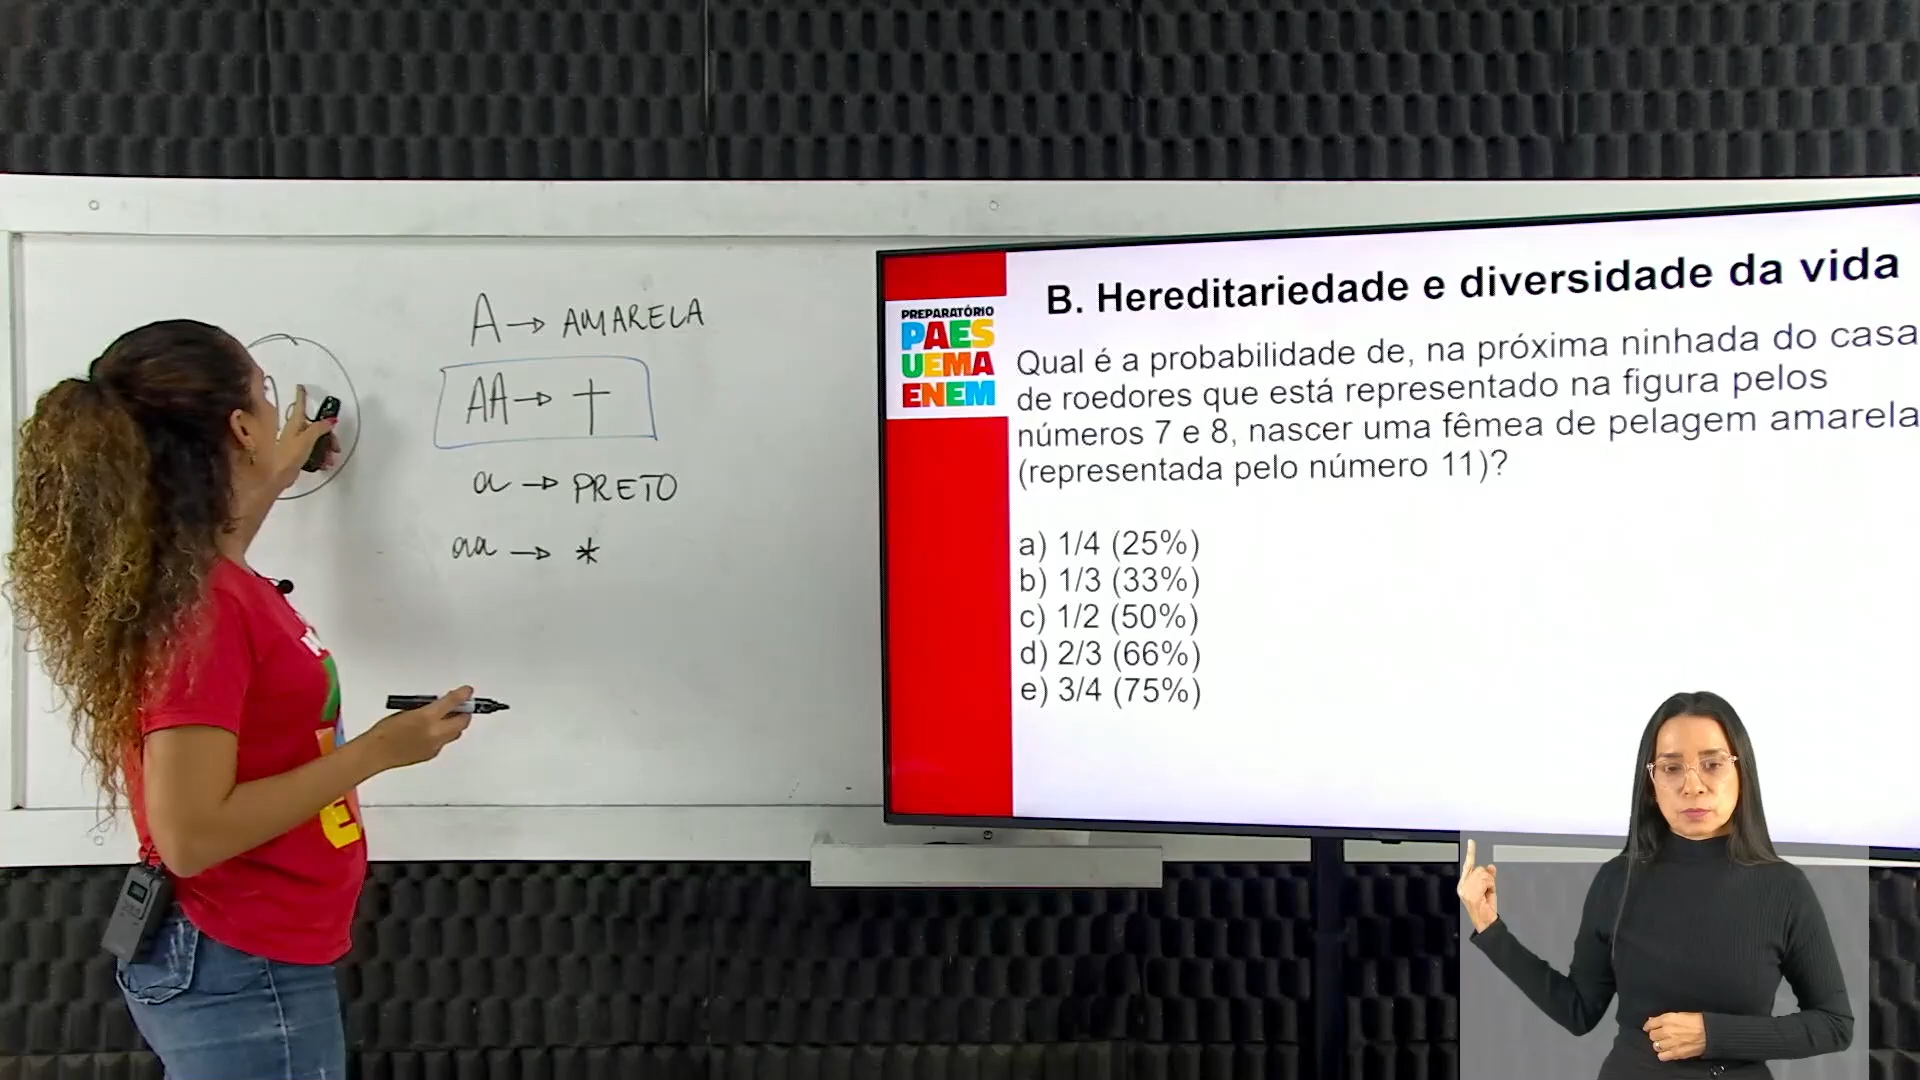 A → AMARELA
AA → †
a → PRETO
aa → *
PREPARATÓRIO
PAES
UEMA
ENEM
B. Hereditariedade e diversidade da vida
Qual é a probabilidade de, na próxima ninhada do casa
de roedores que está representado na figura pelos
números 7 e 8, nascer uma fêmea de pelagem amarela
(representada pelo número 11)?
a) 1/4 (25%)
b) 1/3 (33%)
c) 1/2 (50%)
d) 2/3 (66%)
e) 3/4 (75%)